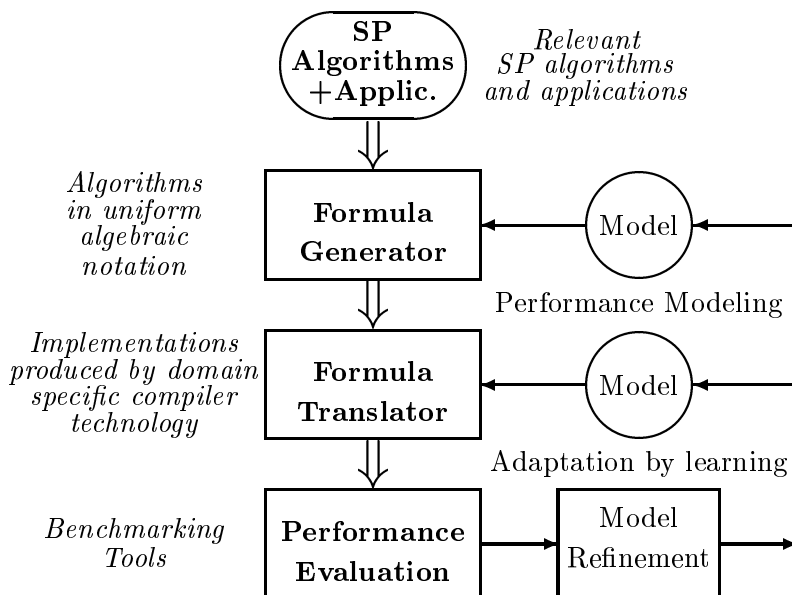 SP
Algorithms
+Applic.
Relevant
SP algorithms
and applications
Algorithms
in uniform
algebraic
notation
Formula
Generator
Model
Performance Modeling
Implementations
produced by domain
specific compiler
technology
Formula
Translator
Model
Adaptation by learning
Benchmarking
Tools
Performance
Evaluation
Model
Refinement